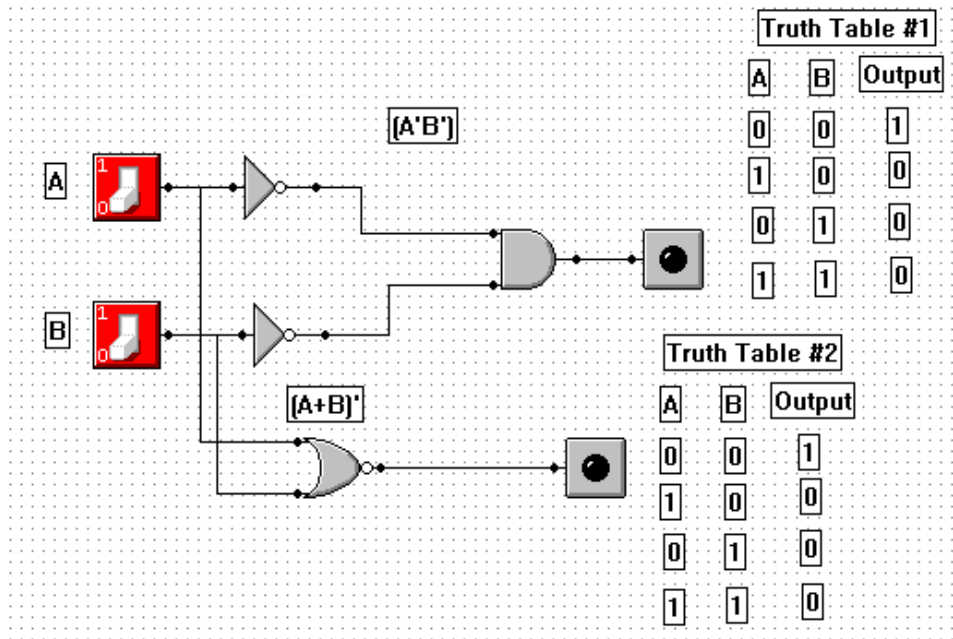 Truth Table #1
A B Output
0 0 1
1 0 0
0 1 0
1 1 0
(A'B')
A
1
0
B
1
0
(A+B)'
Truth Table #2
A B Output
0 0 1
1 0 0
0 1 0
1 1 0